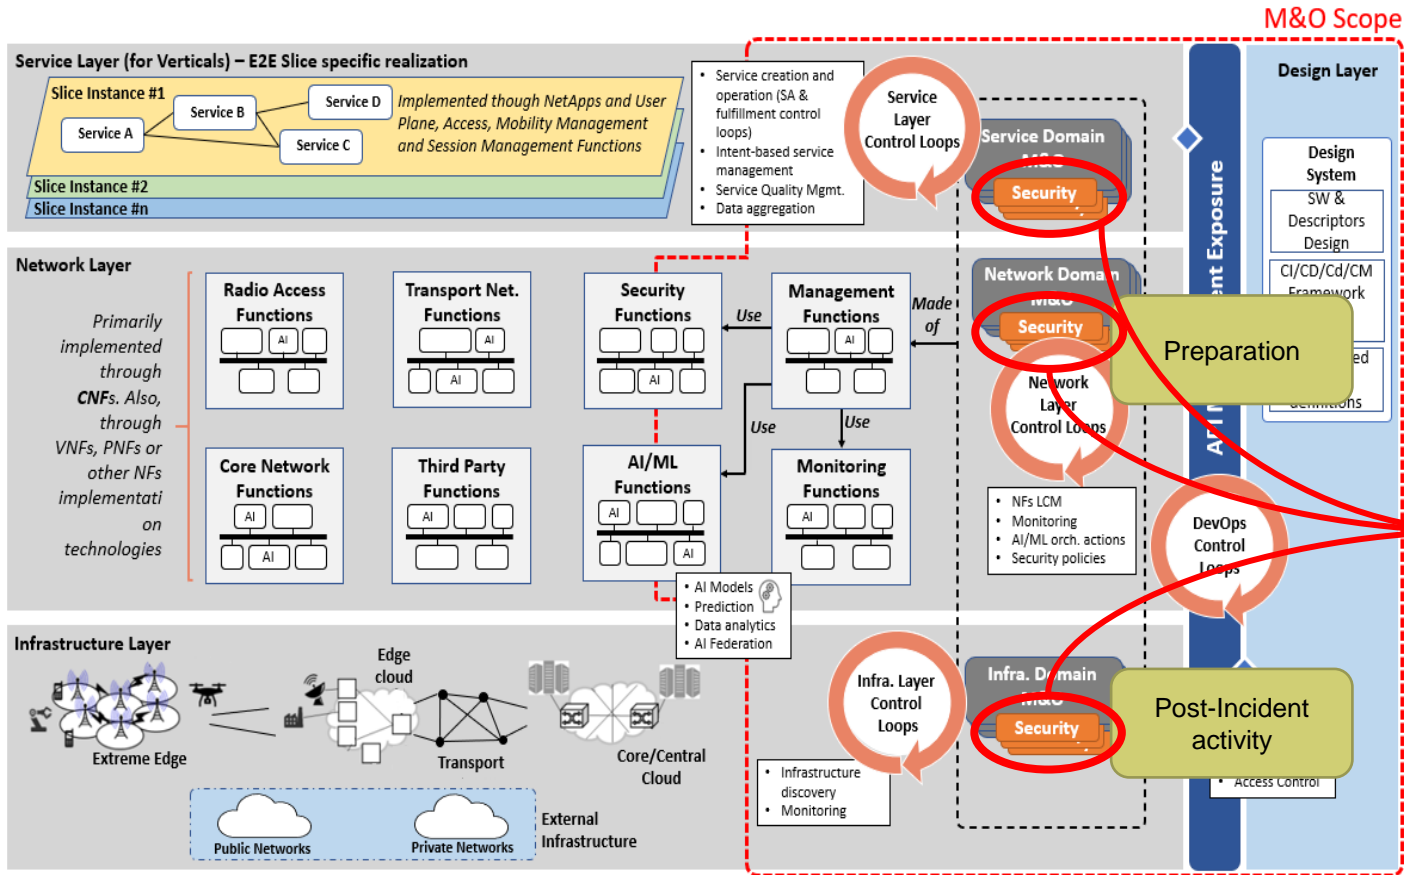 M&O Scope
Service Layer (for Verticals) – E2E Slice specific realization
Slice Instance #1
Service A
Service B
Service D
Service C
Implemented though NetApps and User
Plane, Access, Mobility Management
and Session Management Functions
Slice Instance #2
Slice Instance #n
• Service creation and
operation (SA &
fulfillment control
loops)
• Intent-based service
management
• Service Quality Mgmt.
• Data aggregation
Service
Layer
Control Loops
Service Domain
M&O
Security
Design Layer
Design
System
SW &
Descriptors
Design
CI/CD/Cd/CM
Framework
ed
definitions
Exposure
Network Layer
Primarily
implemented
through
CNFs. Also,
through
VNFs, PNFs or
other NFs
implementati
on
technologies
Radio Access
Functions
AI
Transport Net.
Functions
AI
AI
Security
Functions
AI
AI
Management
Functions
AI
Use
Made
of
Use
Use
Core Network
Functions
AI
AI
Third Party
Functions
AI
AI/ML
Functions
AI
AI
Monitoring
Functions
AI
Network Domain
M&O
Security
Preparation
Network
Layer
Control Loops
• NFs LCM
• Monitoring
• AI/ML orch. actions
• Security policies
DevOps
Control
Loops
• AI Models
• Prediction
• Data analytics
• AI Federation
Infrastructure Layer
Extreme Edge
Edge
cloud
Transport
Core/Central
Cloud
Public Networks
Private Networks
External
Infrastructure
Infra. Layer
Control
Loops
• Infrastructure
discovery
• Monitoring
Infra. Domain
M&O
Security
Post-Incident
activity
• Access Control